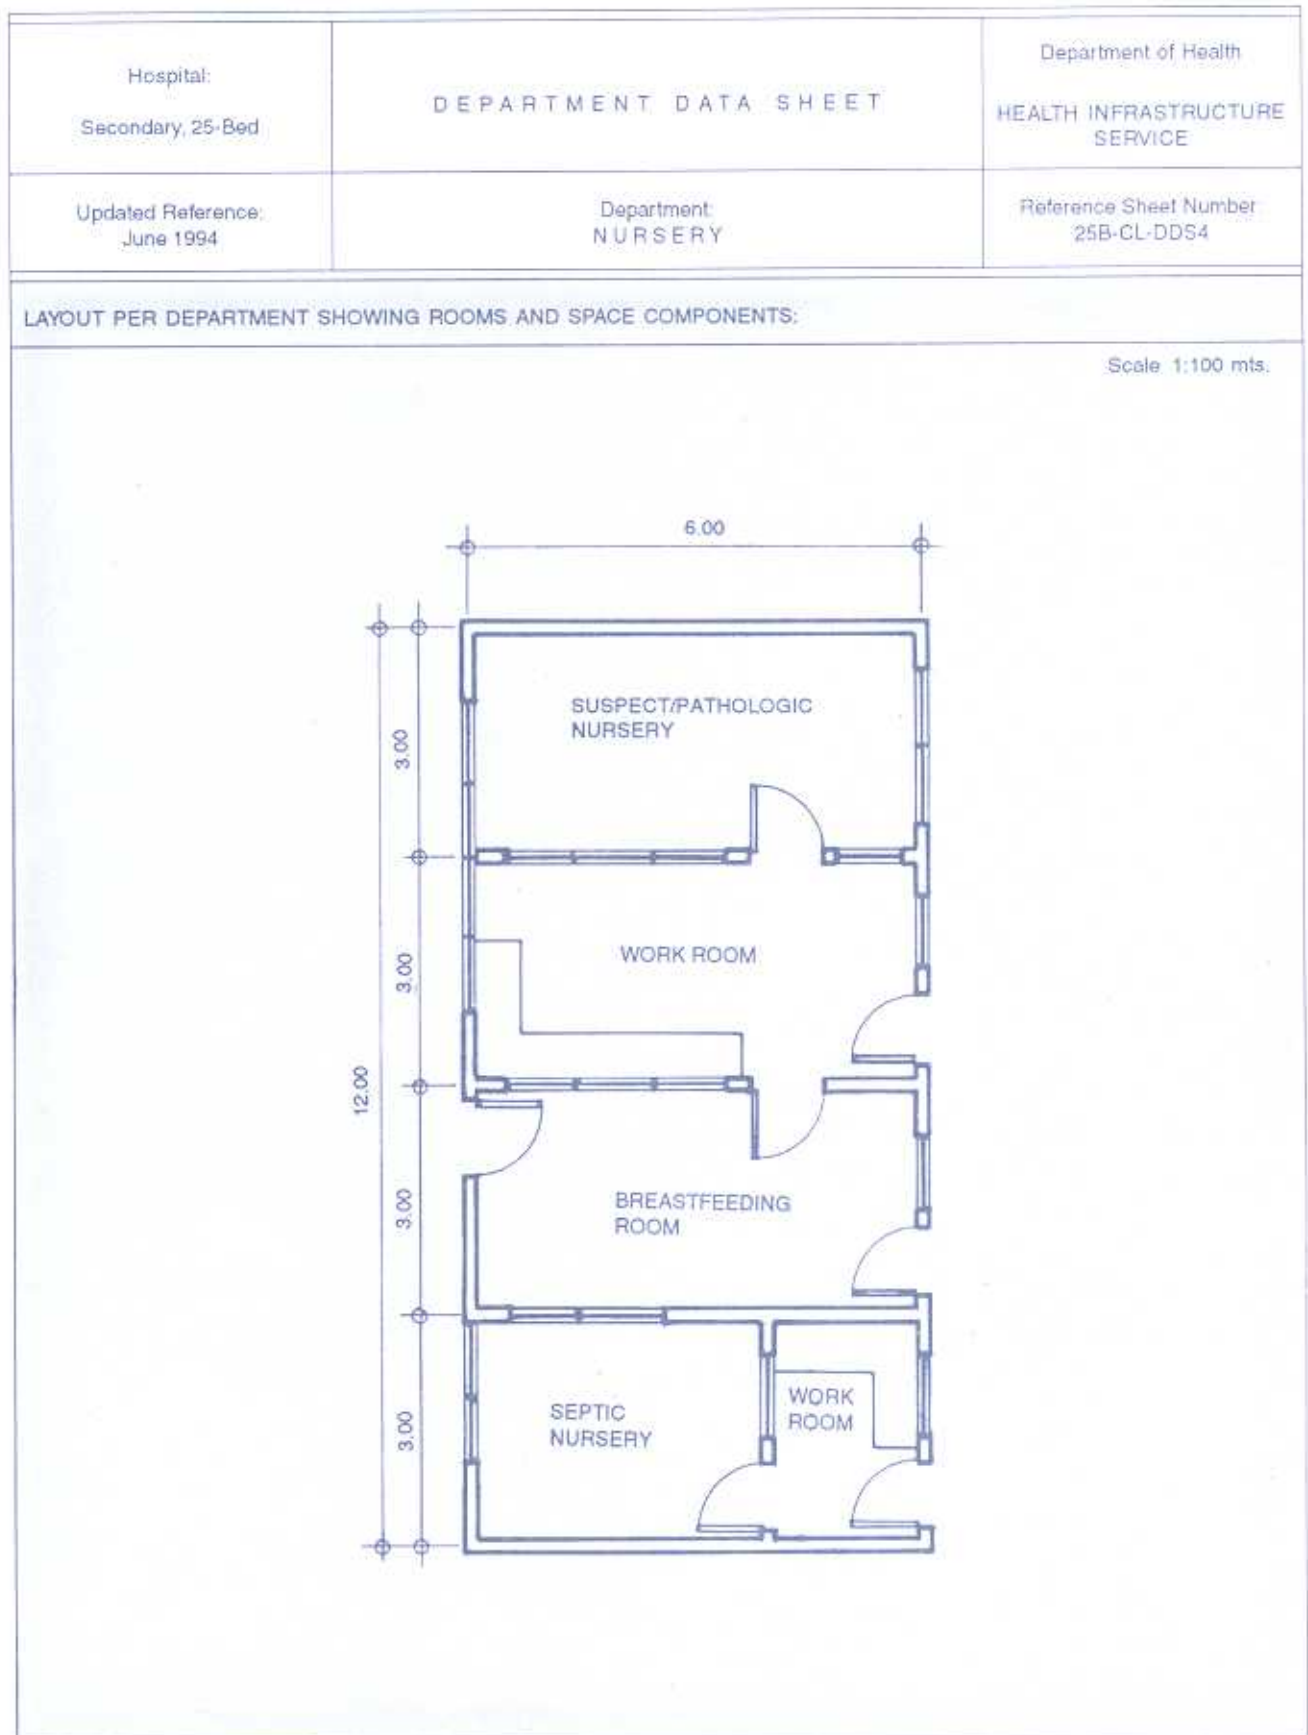 Hospital:
Secondary, 25-Bed
DEPARTMENT DATA SHEET
Department of Health
HEALTH INFRASTRUCTURE
SERVICE
Updated Reference:
June 1994
Department:
NURSERY
Reference Sheet Number
25B-CL-DDS4
LAYOUT PER DEPARTMENT SHOWING ROOMS AND SPACE COMPONENTS:
Scale 1:100 mts.
6.00
SUSPECT/PATHOLOGIC
NURSERY
3.00
WORK ROOM
3.00
12.00
BREASTFEEDING
ROOM
3.00
SEPTIC
NURSERY
WORK
ROOM
3.00